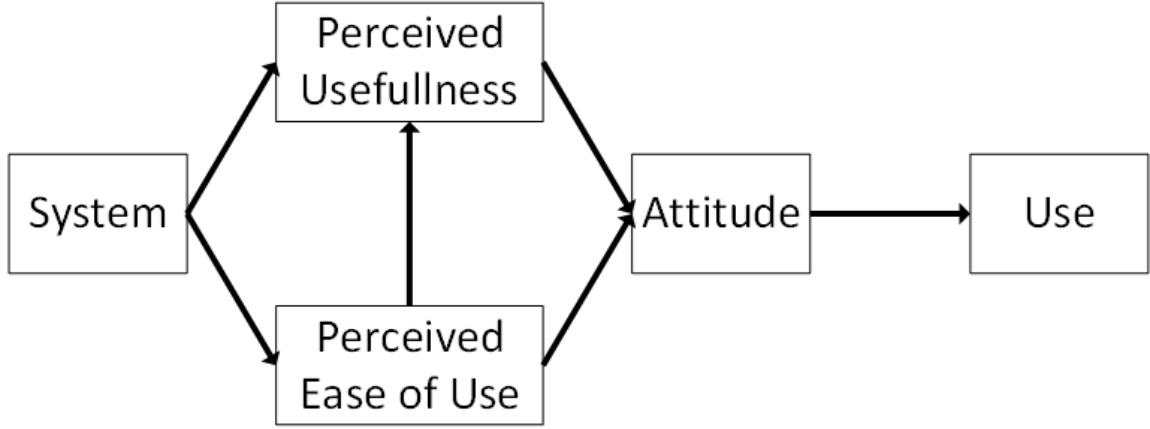 Perceived
Usefullness
System
Attitude
Use
Perceived
Ease of Use